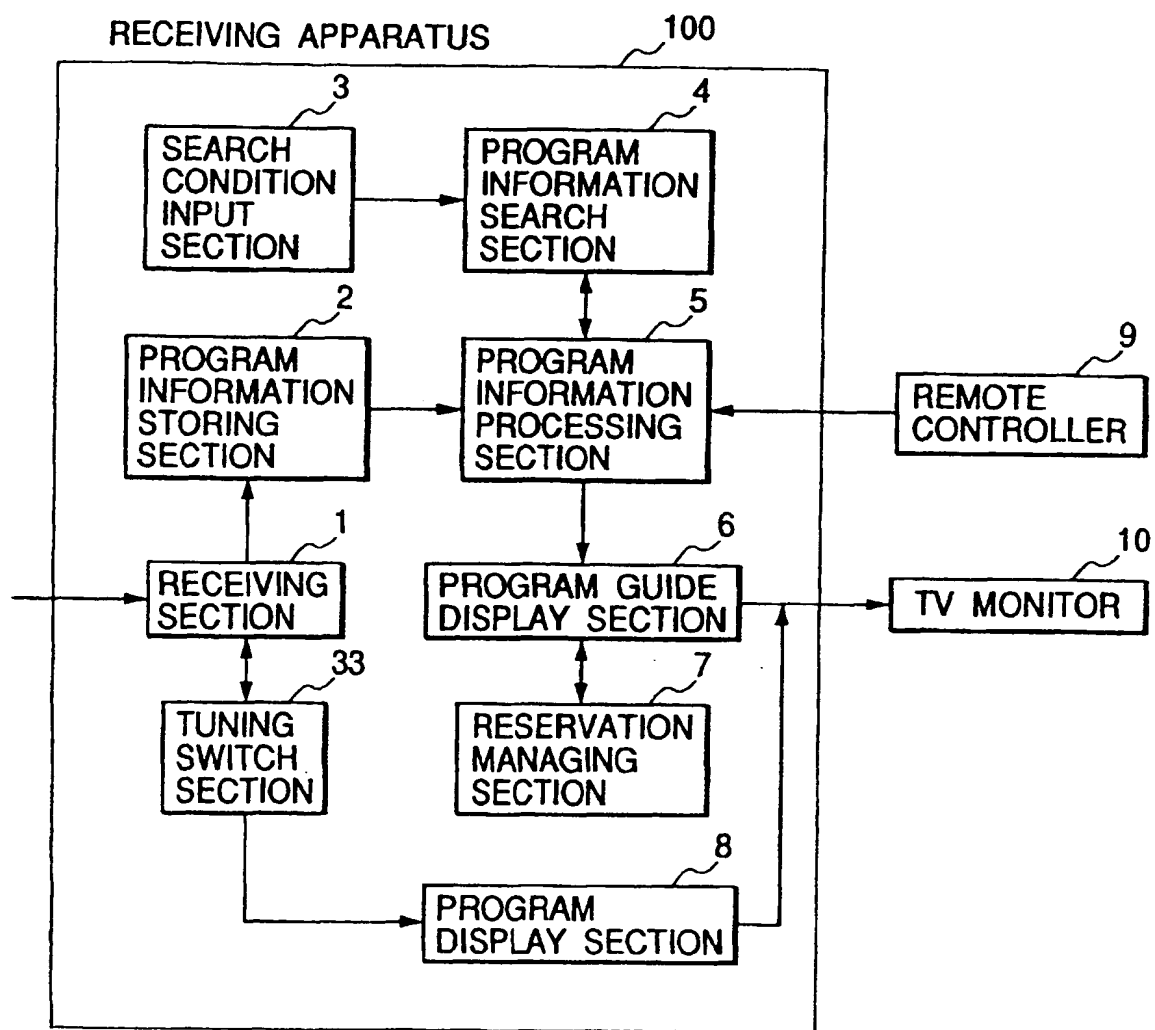 RECEIVING APPARATUS
100
3
SEARCH
CONDITION
INPUT
SECTION
4
PROGRAM
INFORMATION
SEARCH
SECTION
2
PROGRAM
INFORMATION
STORING
SECTION
5
PROGRAM
INFORMATION
PROCESSING
SECTION
9
REMOTE
CONTROLLER
1
RECEIVING
SECTION
6
PROGRAM GUIDE
DISPLAY SECTION
10
TV MONITOR
33
TUNING
SWITCH
SECTION
7
RESERVATION
MANAGING
SECTION
8
PROGRAM
DISPLAY SECTION